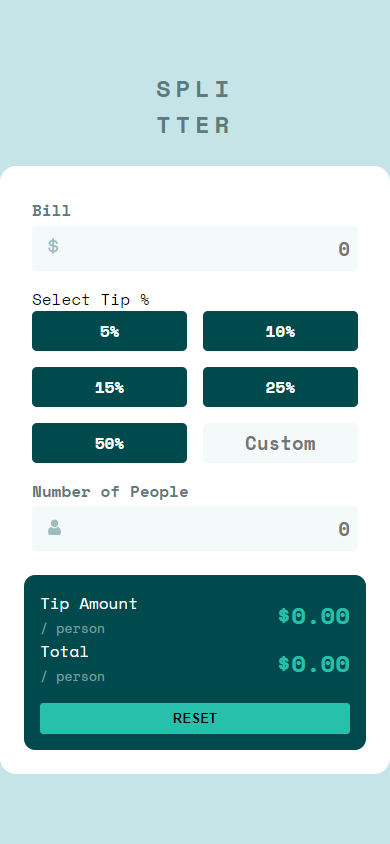 SPLI
TTER
Bill
$ 0
Select Tip %
5% 10%
15% 25%
50% Custom
Number of People
0
Tip Amount
/ person $0.00
Total
/ person $0.00
RESET